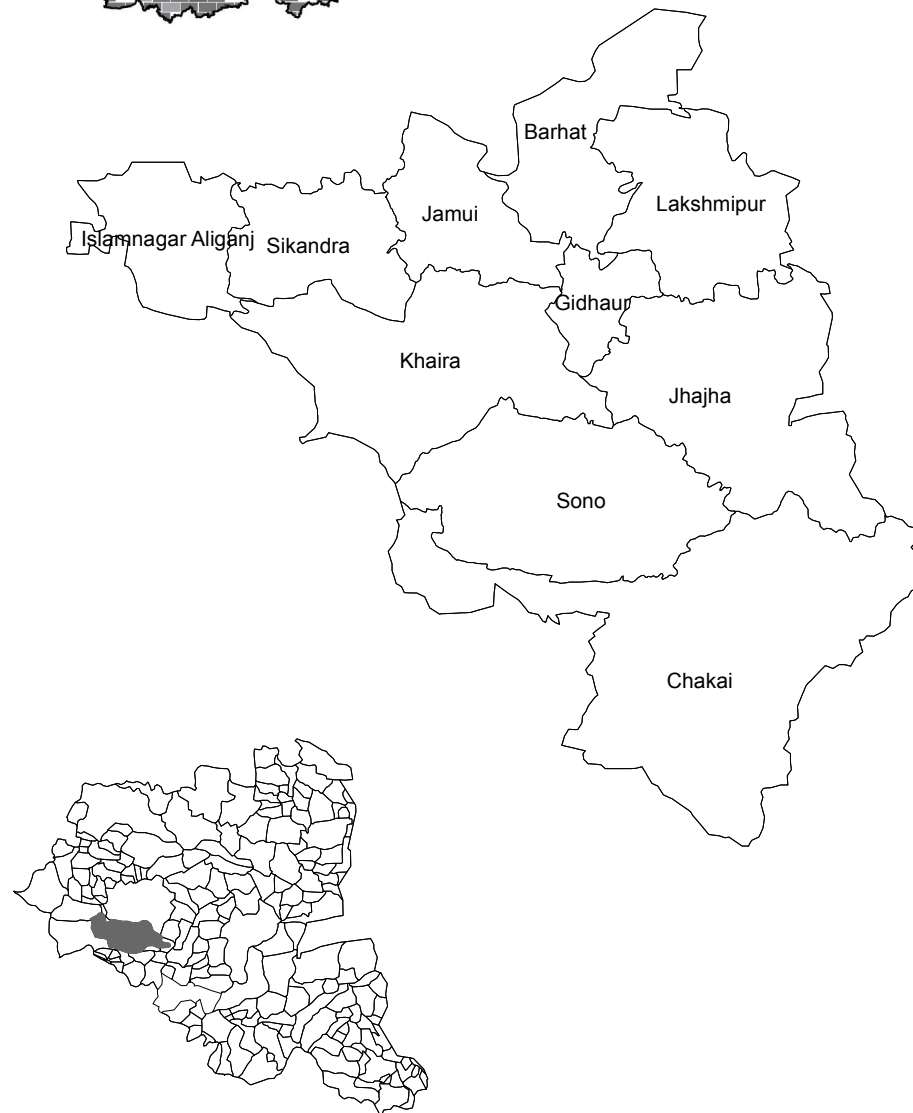 Barhat
Lakshmipur
Jamui
Islamnagar Aliganj
Sikandra
Gidhaur
Khaira
Jhajha
Sono
Chakai